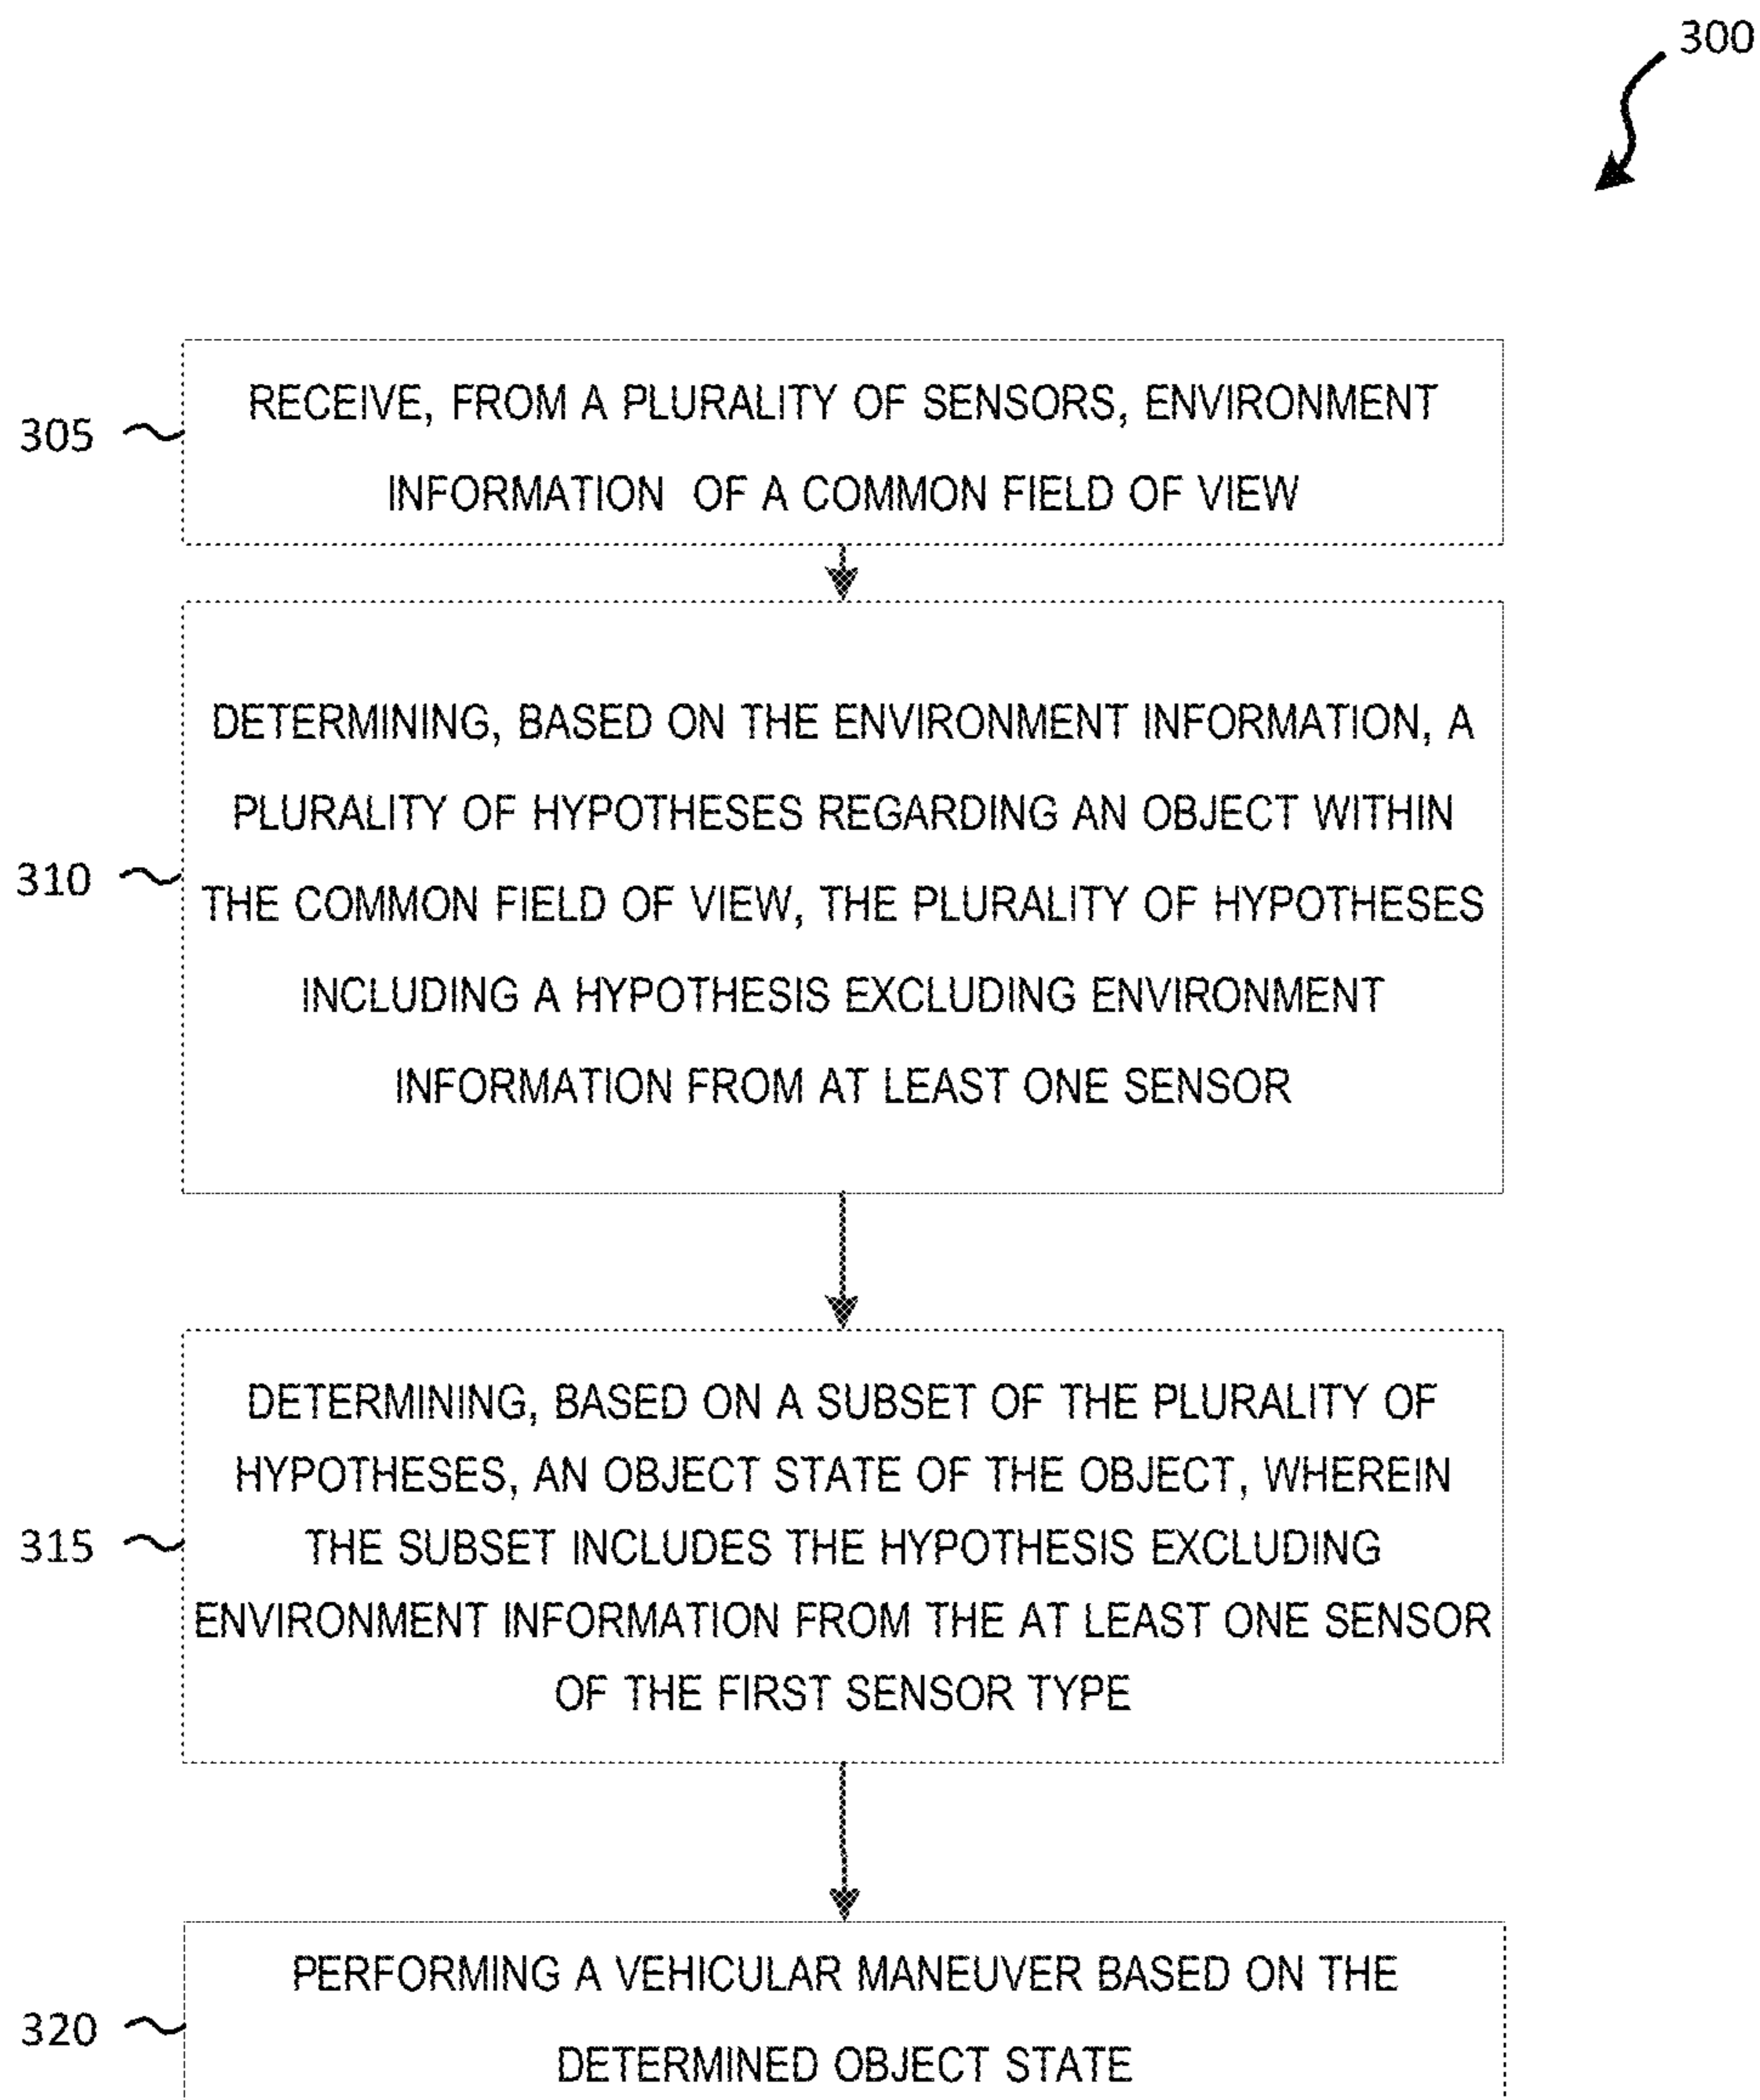 300
RECEIVE, FROM A PLURALITY OF SENSORS, ENVIRONMENT
305
INFORMATION OF A COMMON FIELD OF VIEW
DETERMINING, BASED ON THE ENVIRONMENT INFORMATION, A
PLURALITY OF HYPOTHESES REGARDING AN OBJECT WITHIN
310
THE COMMON FIELD OF VIEW, THE PLURALITY OF HYPOTHESES
INCLUDING A HYPOTHESIS EXCLUDING ENVIRONMENT
INFORMATION FROM AT LEAST ONE SENSOR
DETERMINING, BASED ON A SUBSET OF THE PLURALITY OF
HYPOTHESES, AN OBJECT STATE OF THE OBJECT, WHEREIN
315
THE SUBSET INCLUDES THE HYPOTHESIS EXCLUDING
ENVIRONMENT INFORMATION FROM THE AT LEAST ONE SENSOR
OF THE FIRST SENSOR TYPE
PERFORMING A VEHICULAR MANEUVER BASED ON THE
320
DETERMINED OBJECT STATE